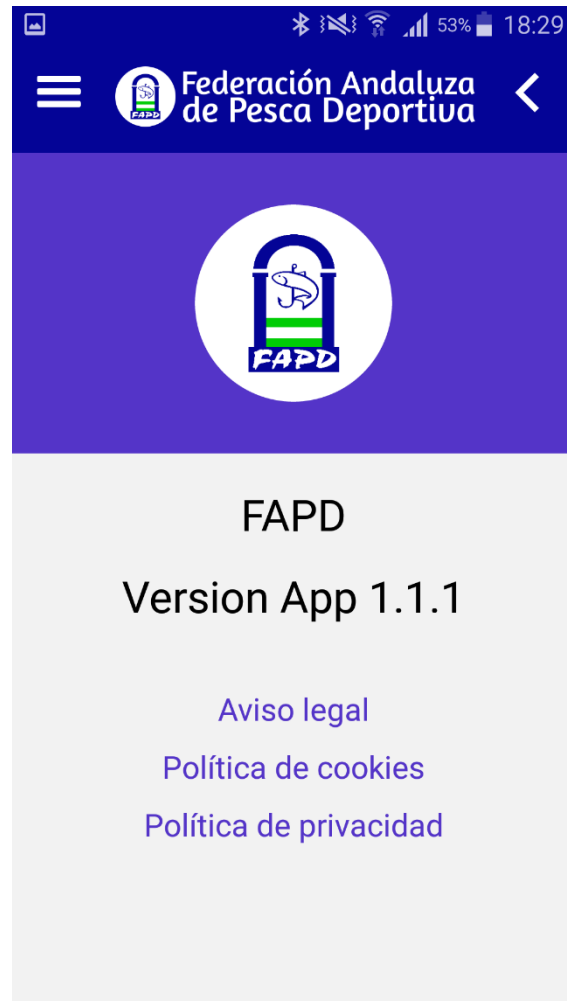 53% 18:29
FAPD
Federación Andaluza
de Pesca Deportiva
FAPD
FAPD
Version App 1.1.1
Aviso legal
Política de cookies
Política de privacidad